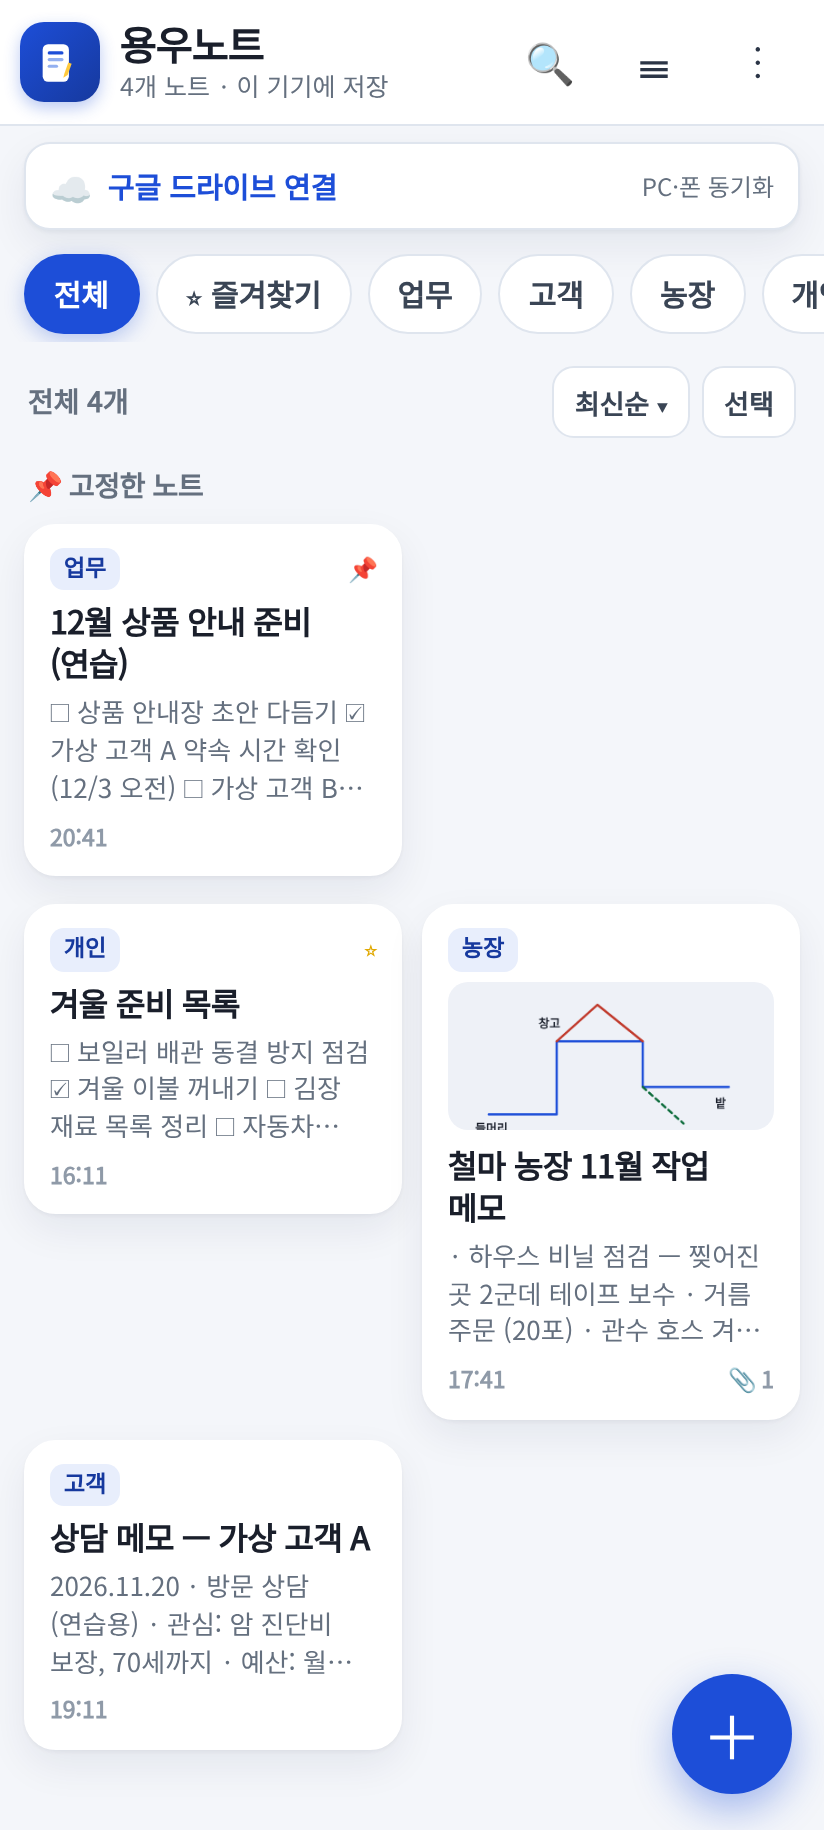 용우노트
4개 노트 · 이 기기에 저장
구글 드라이브 연결
PC·폰 동기화
전체
☆ 즐겨찾기
업무
고객
농장
전체 4개
최신순 ▾
선택
📌 고정한 노트
업무
12월 상품 안내 준비
(연습)
☐ 상품 안내장 초안 다듬기 ☑
가상 고객 A 약속 시간 확인
(12/3 오전) ☐ 가상 고객 B…
20:41
개인
겨울 준비 목록
☐ 보일러 배관 동결 방지 점검
☑ 겨울 이불 꺼내기 ☐ 김장
재료 목록 정리 ☐ 자동차…
16:11
농장
창고
밭
들머리
철마 농장 11월 작업
메모
· 하우스 비닐 점검 — 찢어진
곳 2군데 테이프 보수 · 거름
주문 (20포) · 관수 호스 겨…
17:41
📎 1
고객
상담 메모 — 가상 고객 A
2026.11.20 · 방문 상담
(연습용) · 관심: 암 진단비
보장, 70세까지 · 예산: 월…
19:11